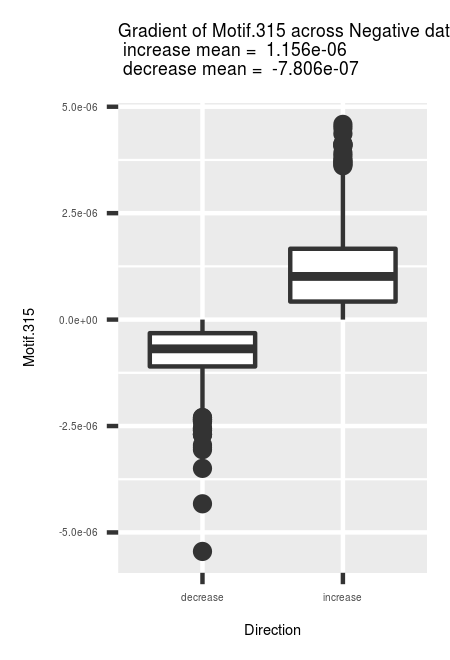 Gradient of Motif.315 across Negative dat
increase mean =  1.156e-06
decrease mean =  -7.806e-07
5.0e-06
2.5e-06
0.0e+00
-2.5e-06
-5.0e-06
Motif.315
decrease
increase
Direction